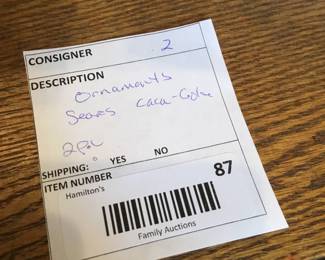 CONSIGNER 2
DESCRIPTION
Ornaments
Sears Coca-Cola
2pc
SHIPPING: YES NO
ITEM NUMBER 87
Hamilton's
Family Auctions